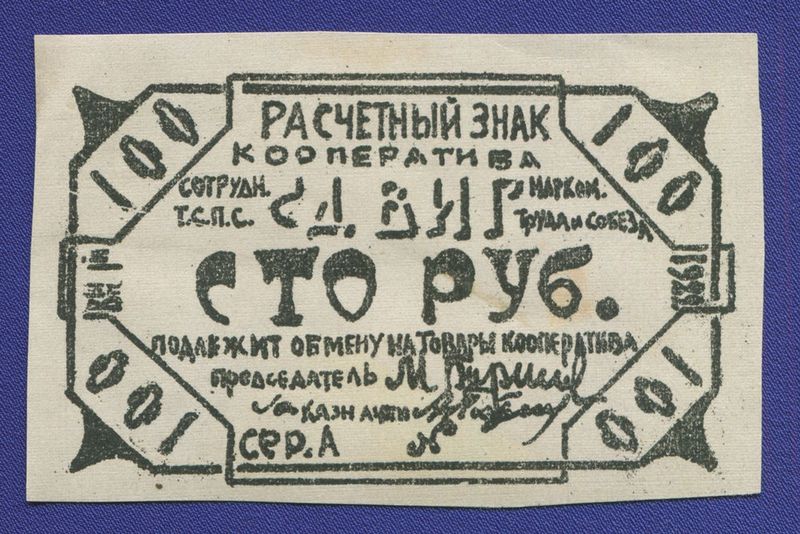 РАСЧЕТНЫЙ ЗНАК
КООПЕРАТИВА
СОТРУДН. Т.С.П.С.
СДВИГ
НАРКОМ. ТРУДА И СОБЕЗА
100
100
СТО РУБ.
ПОДЛЕЖИТ ОБМЕНУ НА ТОВАРЫ КООПЕРАТИВА
ПРЕДСЕДАТЕЛЬ
КАЗНАЧЕЙ
СЕР. А
№
100
100